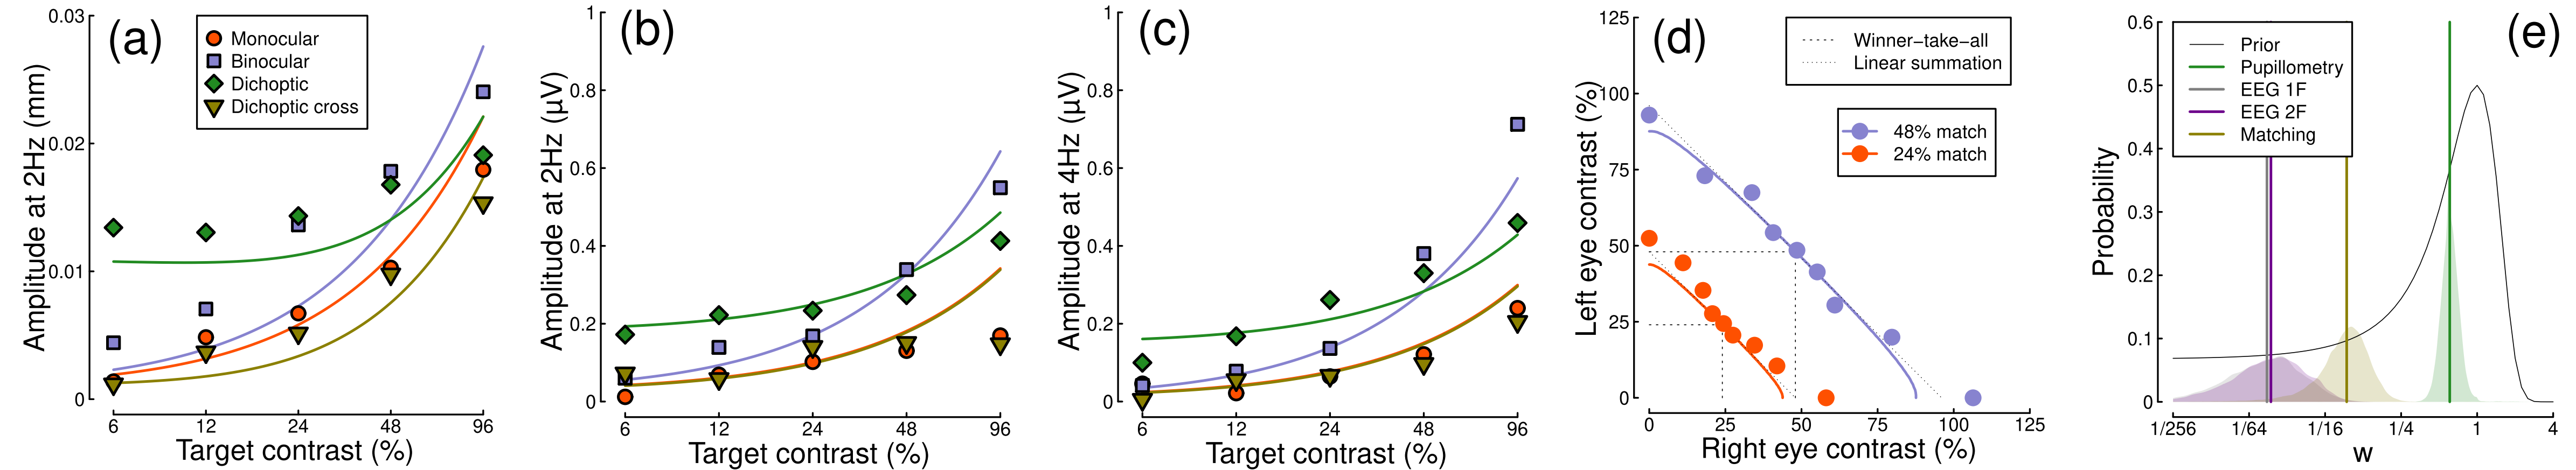 (a)
Monocular
Binocular
Dichoptic
Dichoptic cross
Amplitude at 2Hz (mm)
0.03
0.02
0.01
0
6 12 24 48 96
Target contrast (%)
(b)
Amplitude at 2Hz (µV)
1
0.8
0.6
0.4
0.2
0
6 12 24 48 96
Target contrast (%)
(c)
Amplitude at 4Hz (µV)
1
0.8
0.6
0.4
0.2
0
6 12 24 48 96
Target contrast (%)
(d)
Winner−take−all
Linear summation
48% match
24% match
Left eye contrast (%)
125
100
75
50
25
0
0 25 50 75 100 125
Right eye contrast (%)
(e)
Prior
Pupillometry
EEG 1F
EEG 2F
Matching
Probability
0.6
0.5
0.4
0.3
0.2
0.1
0
1/256 1/64 1/16 1/4 1 4
w